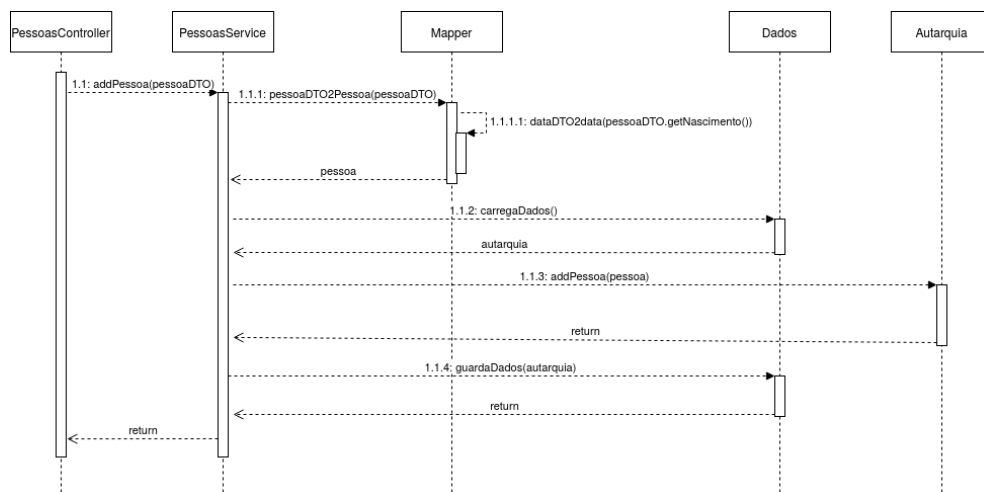 PessoasController
PessoasService
Mapper
Dados
Autarquia
1.1: addPessoa(pessoaDTO)
1.1.1: pessoaDTO2Pessoa(pessoaDTO)
1.1.1.1: dataDTO2data(pessoaDTO.getNascimento())
pessoa
1.1.2: carregaDados()
autarquia
1.1.3: addPessoa(pessoa)
return
1.1.4: guardaDados(autarquia)
return
return